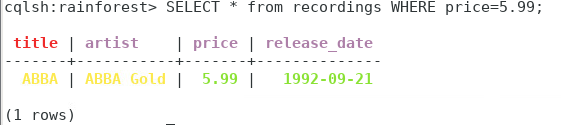 cqlsh:rainforest> SELECT * from recordings WHERE price=5.99;
 title | artist    | price | release_date
-------+-----------+-------+--------------
  ABBA | ABBA Gold |  5.99 |   1992-09-21
(1 rows)